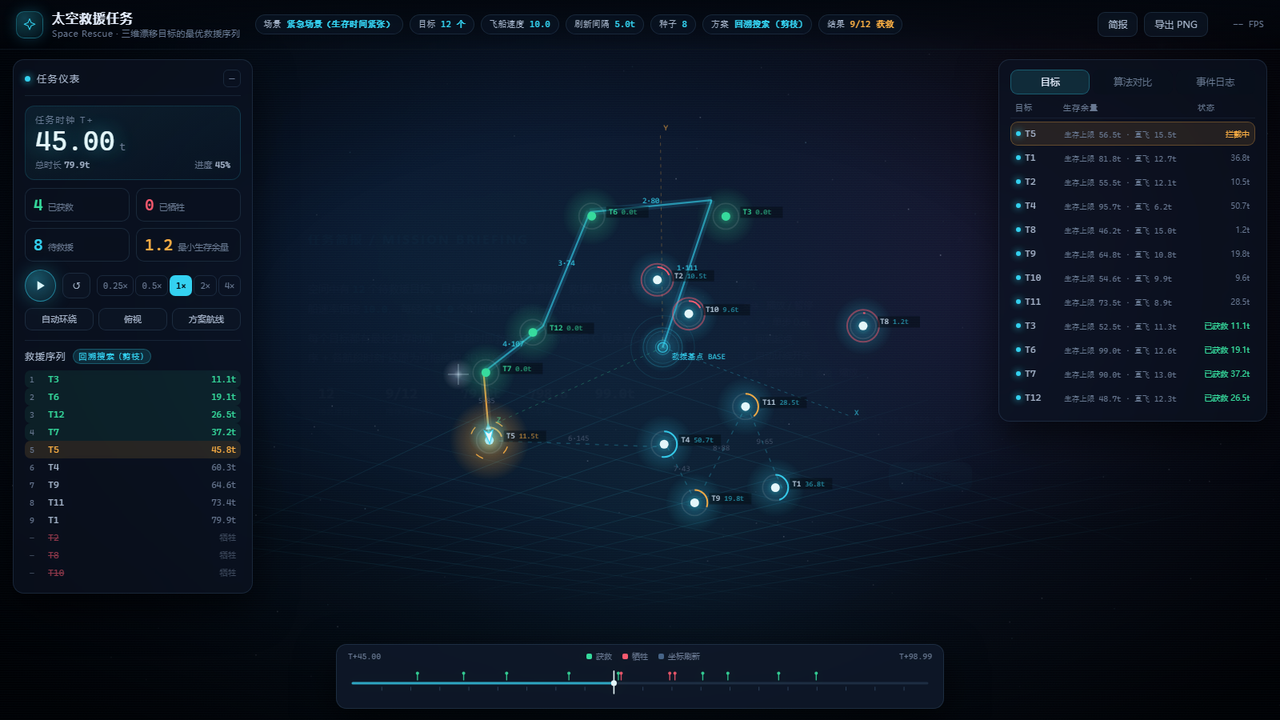 太空救援任务
Space Rescue · 三维漂移目标的最优救援序列
场景 紧急场景（生存时间紧张）
目标 12 个
飞船速度 10.0
刷新间隔 5.0t
种子 8
方案 回溯搜索（剪枝）
结果 9/12 获救
简报
导出 PNG
—— FPS
任务仪表
任务时钟 T+
45.00 t
总时长 79.9t
进度 45%
4 已获救
0 已牺牲
8 待救援
1.2 最小生存余量
0.25×
0.5×
1×
2×
4×
自动环绕
俯视
方案航线
救援序列 回溯搜索（剪枝）
1 T3 11.1t
2 T6 19.1t
3 T12 26.5t
4 T7 37.2t
5 T5 45.8t
6 T4 60.3t
7 T9 64.6t
8 T11 73.4t
9 T1 79.9t
— T2 牺牲
— T8 牺牲
— T10 牺牲
Y
2·80
T6 0.0t
T3 0.0t
3·74
1·111
T2 10.5t
T10 9.6t
T8 1.2t
T12 0.0t
4·107
救援基点 BASE
T7 0.0t
T11 28.5t
X
Z
T5 11.5t
6·145
T4 50.7t
8·88
9·65
7·43
T9 19.8t
T1 36.8t
目标
算法对比
事件日志
目标 生存余量 状态
T5 生存上限 56.5t · 直飞 15.5t 拦截中
T1 生存上限 81.8t · 直飞 12.7t 36.8t
T2 生存上限 55.5t · 直飞 12.1t 10.5t
T4 生存上限 95.7t · 直飞 6.2t 50.7t
T8 生存上限 46.2t · 直飞 15.0t 1.2t
T9 生存上限 64.8t · 直飞 10.8t 19.8t
T10 生存上限 54.6t · 直飞 9.9t 9.6t
T11 生存上限 73.5t · 直飞 8.9t 28.5t
T3 生存上限 52.5t · 直飞 11.3t 已获救 11.1t
T6 生存上限 99.0t · 直飞 12.6t 已获救 19.1t
T7 生存上限 90.0t · 直飞 13.0t 已获救 37.2t
T12 生存上限 48.7t · 直飞 12.3t 已获救 26.5t
T+45.00
获救
牺牲
坐标刷新
T+98.99